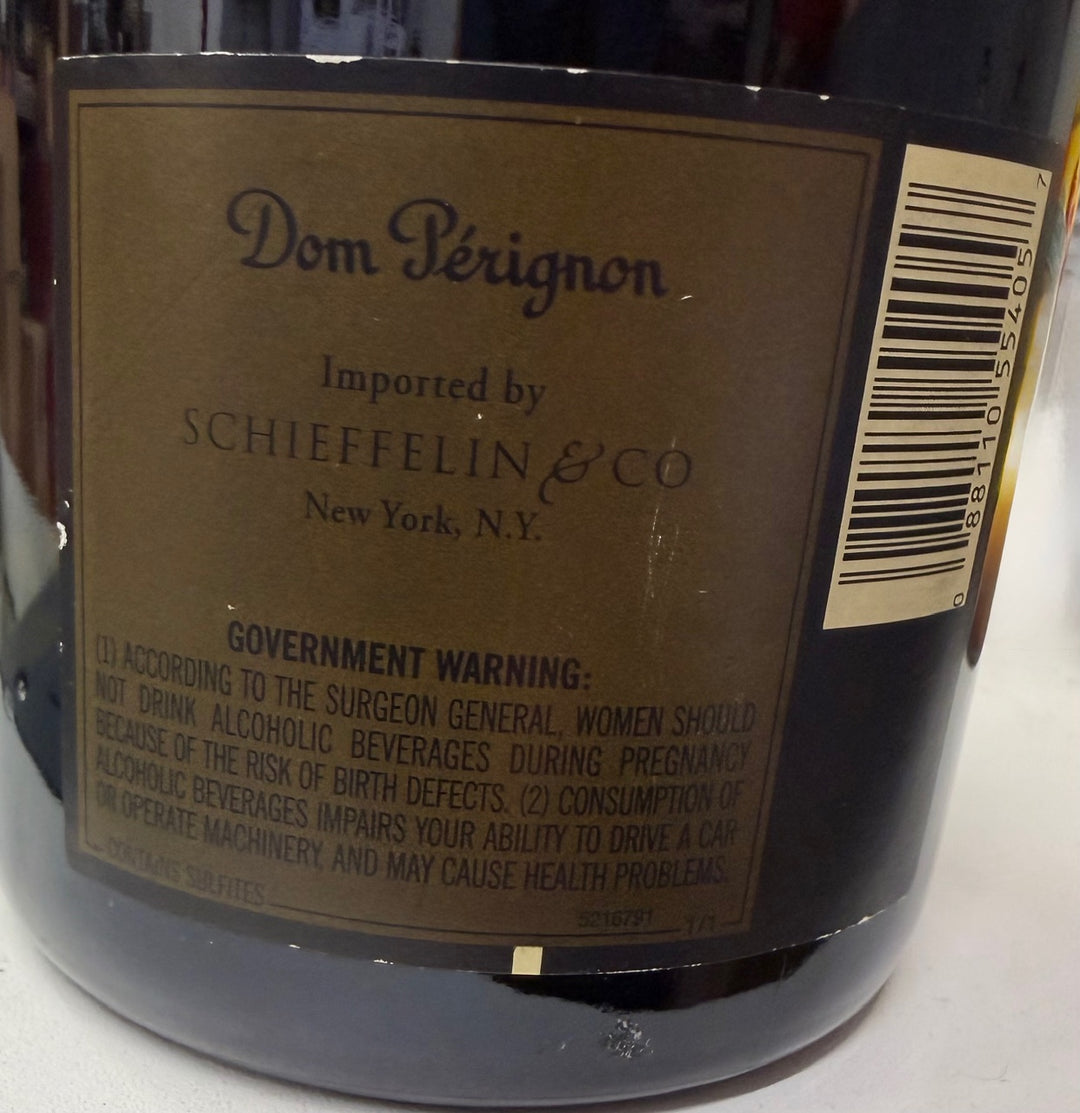 Dom Pérignon
Imported by
SCHIEFFELIN & CO
New York, N.Y.
GOVERNMENT WARNING:
(1) ACCORDING TO THE SURGEON GENERAL, WOMEN SHOULD
NOT DRINK ALCOHOLIC BEVERAGES DURING PREGNANCY
BECAUSE OF THE RISK OF BIRTH DEFECTS. (2) CONSUMPTION OF
ALCOHOLIC BEVERAGES IMPAIRS YOUR ABILITY TO DRIVE A CAR
OR OPERATE MACHINERY, AND MAY CAUSE HEALTH PROBLEMS.
CONTAINS SULFITES
5216791 1/1
0 88110 55405 7